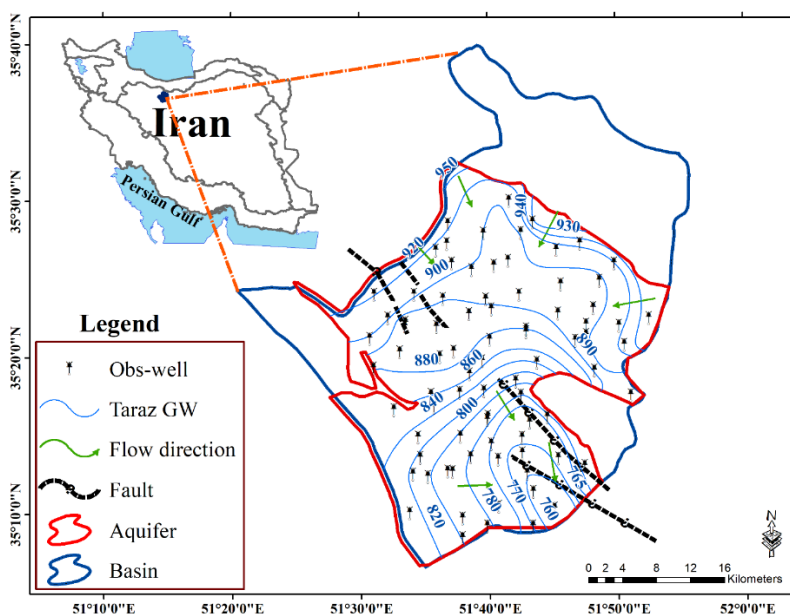 35°40'0"N
35°30'0"N
35°20'0"N
35°10'0"N
Iran
Persian Gulf
950
940
930
920
900
890
880
860
840
800
820
780
770
765
760
Legend
Obs-well
Taraz GW
Flow direction
Fault
Aquifer
Basin
N
0 2 4 8 12 16
Kilometers
51°10'0"E
51°20'0"E
51°30'0"E
51°40'0"E
51°50'0"E
52°0'0"E